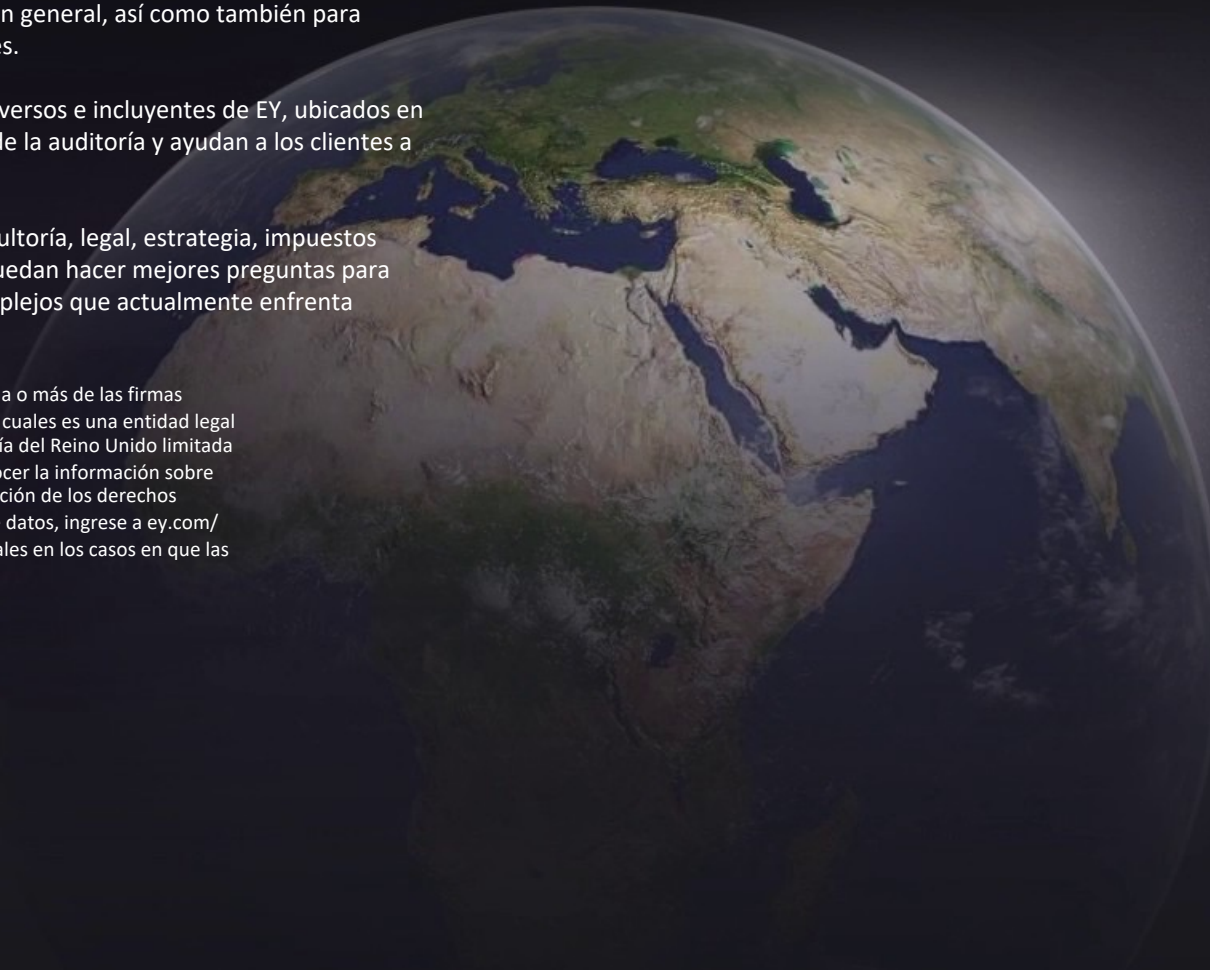 n general, así como también para
es.
versos e incluyentes de EY, ubicados en
de la auditoría y ayudan a los clientes a
ultoría, legal, estrategia, impuestos
uedan hacer mejores preguntas para
plejos que actualmente enfrenta
a o más de las firmas
cuales es una entidad legal
ía del Reino Unido limitada
ocer la información sobre
ción de los derechos
datos, ingrese a ey.com/
ales en los casos en que las